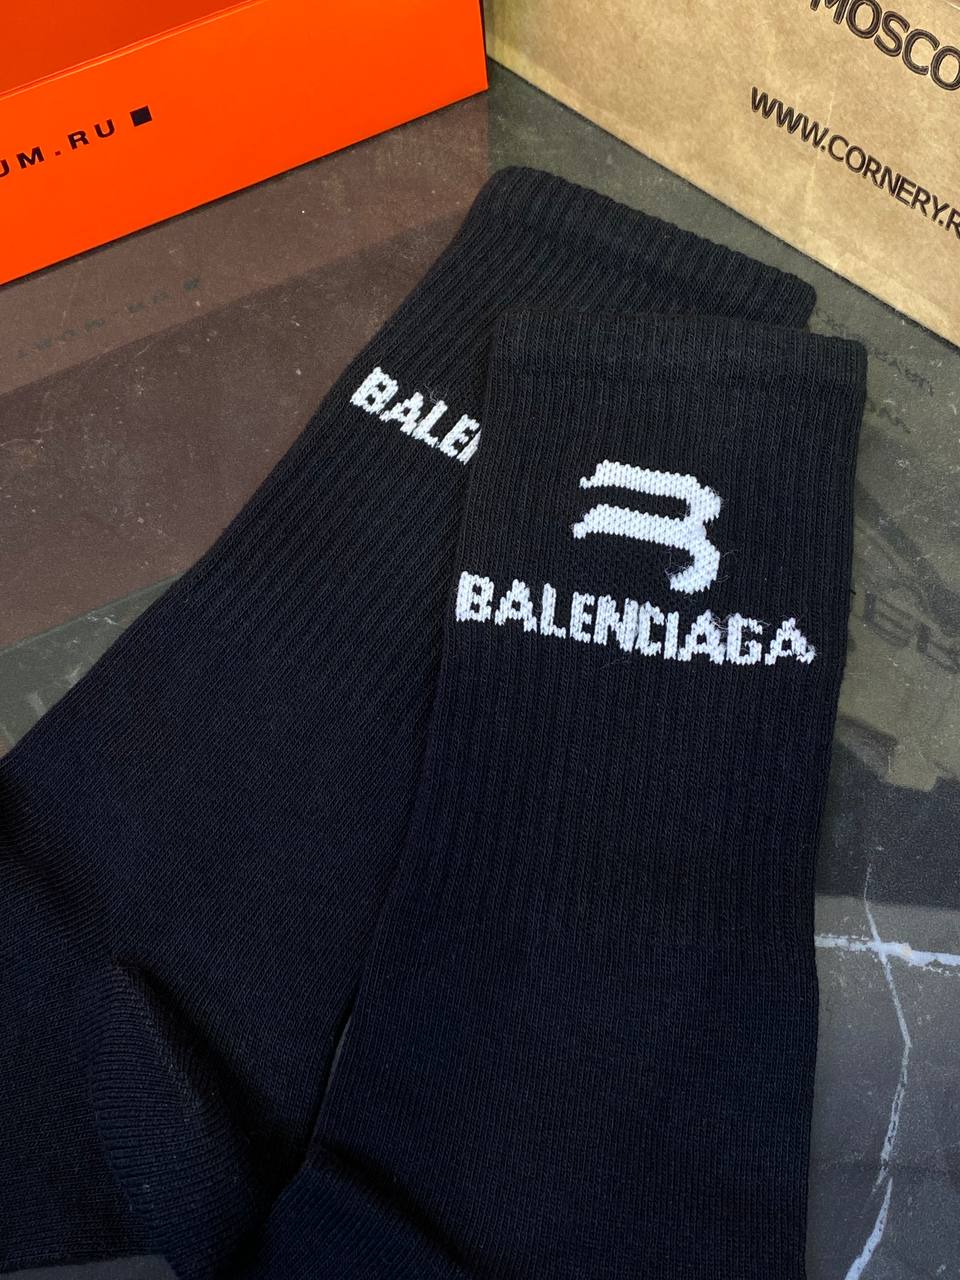 UM.RU
MOSCO
WWW.CORNERY.R
BALEN
B
BALENCIAGA